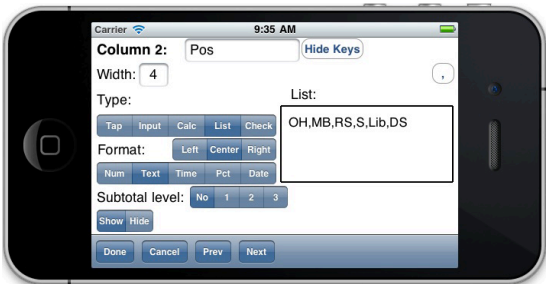 Carrier 9:35 AM
Column 2: Pos Hide Keys
Width: 4 ,
Type: List:
Tap Input Calc List Check
OH,MB,RS,S,Lib,DS
Format: Left Center Right
Num Text Time Pct Date
Subtotal level: No 1 2 3
Show Hide
Done Cancel Prev Next